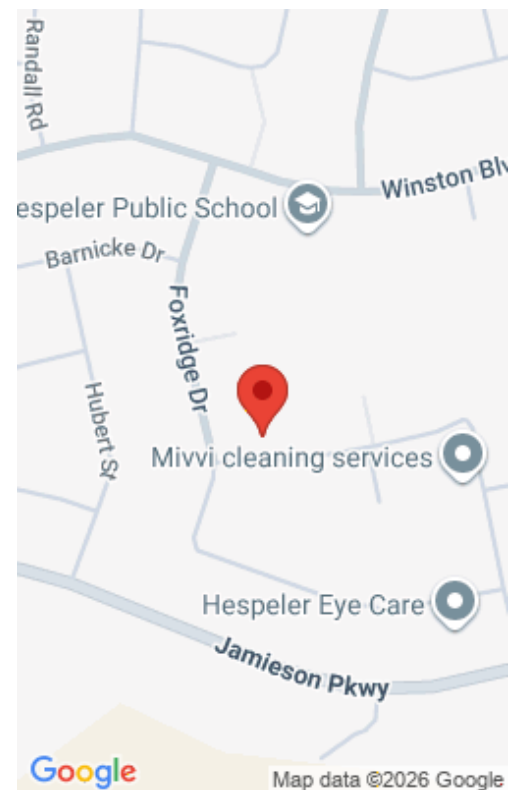 Randall Rd
Winston Blv
espeler Public School
Barnicke Dr
Foxridge Dr
Hubert St
Mivvi cleaning services
Hespeler Eye Care
Jamieson Pkwy
Google
Map data ©2026 Google